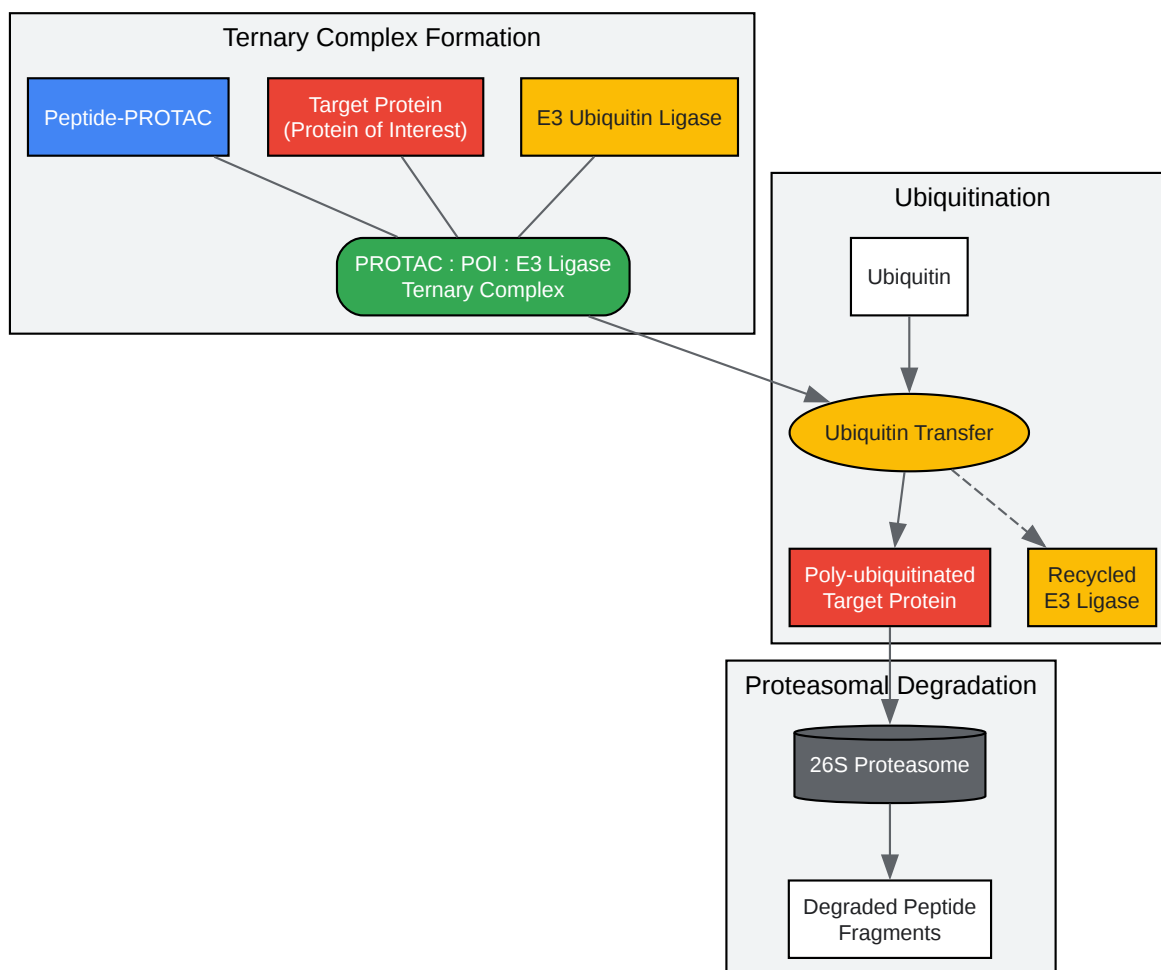 Ternary Complex Formation
Peptide-PROTAC
Target Protein
(Protein of Interest)
E3 Ubiquitin Ligase
PROTAC : POI : E3 Ligase
Ternary Complex
Ubiquitination
Ubiquitin
Ubiquitin Transfer
Poly-ubiquitinated
Target Protein
Recycled
E3 Ligase
Proteasomal Degradation
26S Proteasome
Degraded Peptide
Fragments